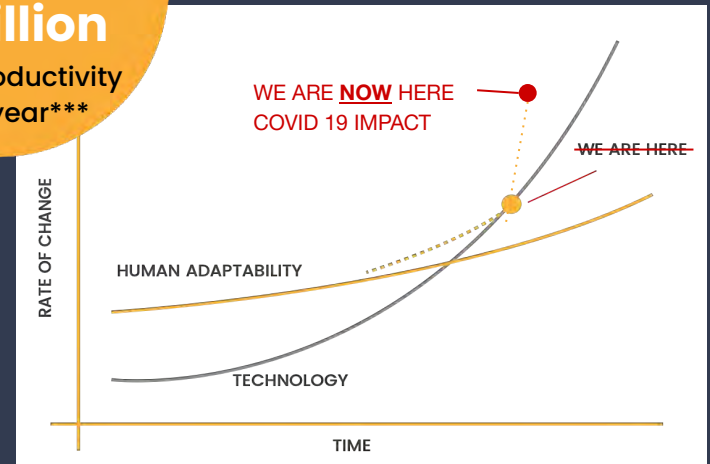 illion
oductivity
year***
WE ARE NOW HERE
COVID 19 IMPACT
WE ARE HERE
RATE OF CHANGE
HUMAN ADAPTABILITY
TECHNOLOGY
TIME